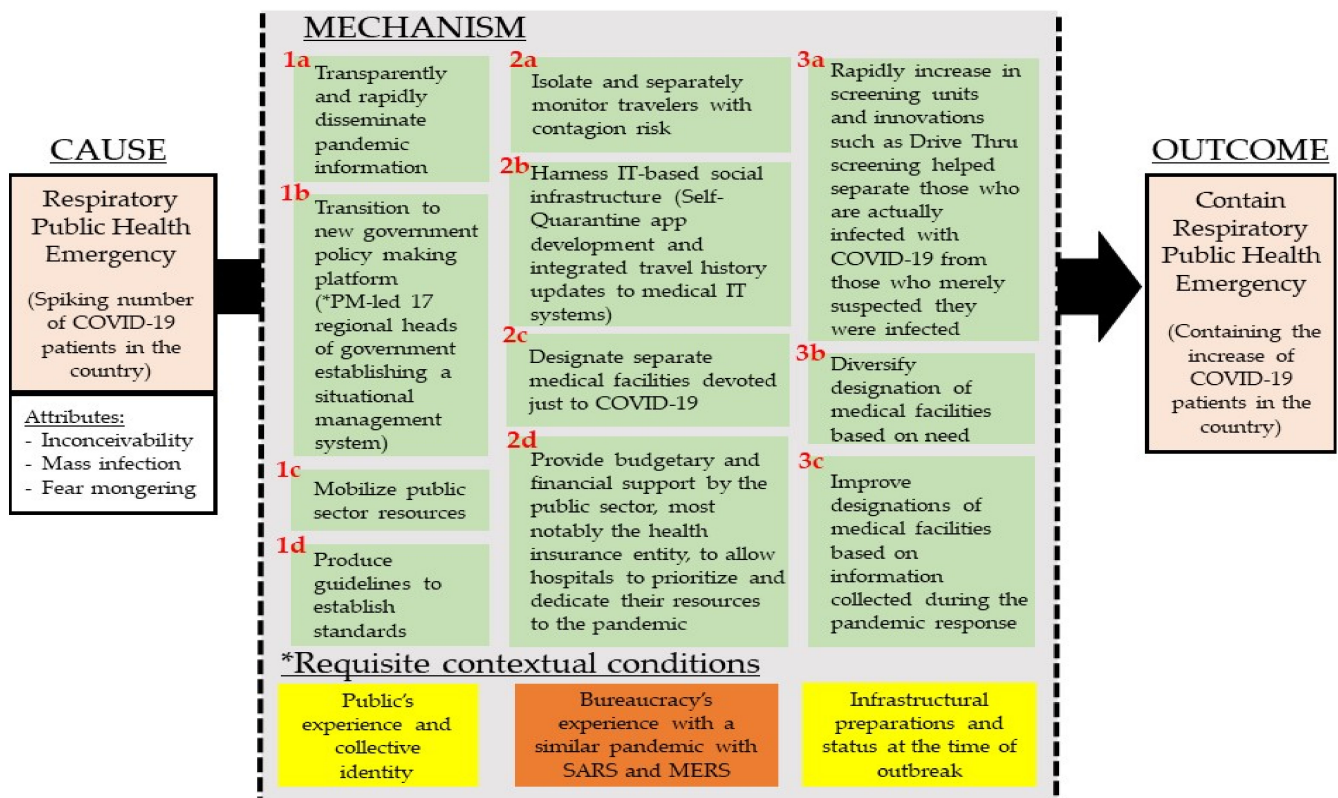 CAUSE
Respiratory
Public Health
Emergency
(Spiking number
of COVID-19
patients in the
country)
Attributes:
- Inconceivability
- Mass infection
- Fear mongering
MECHANISM
1a
Transparently
and rapidly
disseminate
pandemic
information
1b
Transition to
new government
policy making
platform
(*PM-led 17
regional heads
of government
establishing a
situational
management
system)
1c
Mobilize public
sector resources
1d
Produce
guidelines to
establish
standards
2a
Isolate and separately
monitor travelers with
contagion risk
2b
Harness IT-based social
infrastructure (Self-
Quarantine app
development and
integrated travel history
updates to medical IT
systems)
2c
Designate separate
medical facilities devoted
just to COVID-19
2d
Provide budgetary and
financial support by the
public sector, most
notably the health
insurance entity, to allow
hospitals to prioritize and
dedicate their resources
to the pandemic
3a
Rapidly increase in
screening units
and innovations
such as Drive Thru
screening helped
separate those who
are actually
infected with
COVID-19 from
those who merely
suspected they
were infected
3b
Diversify
designation of
medical facilities
based on need
3c
Improve
designations of
medical facilities
based on
information
collected during the
pandemic response
*Requisite contextual conditions
Public's
experience and
collective
identity
Bureaucracy's
experience with a
similar pandemic with
SARS and MERS
Infrastructural
preparations and
status at the time of
outbreak
OUTCOME
Contain
Respiratory
Public Health
Emergency
(Containing the
increase of
COVID-19
patients in the
country)